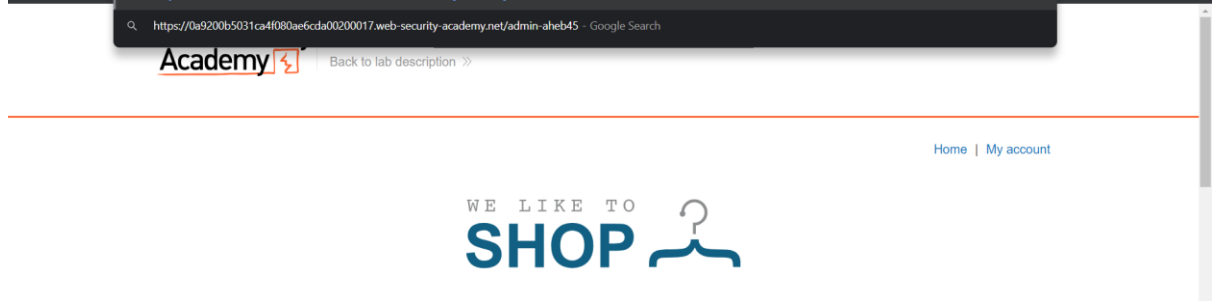 https://0a9200b5031ca4f080ae6cda00200017.web-security-academy.net/admin-aheb45 - Google Search
Academy
Back to lab description
Home | My account
WE LIKE TO
SHOP